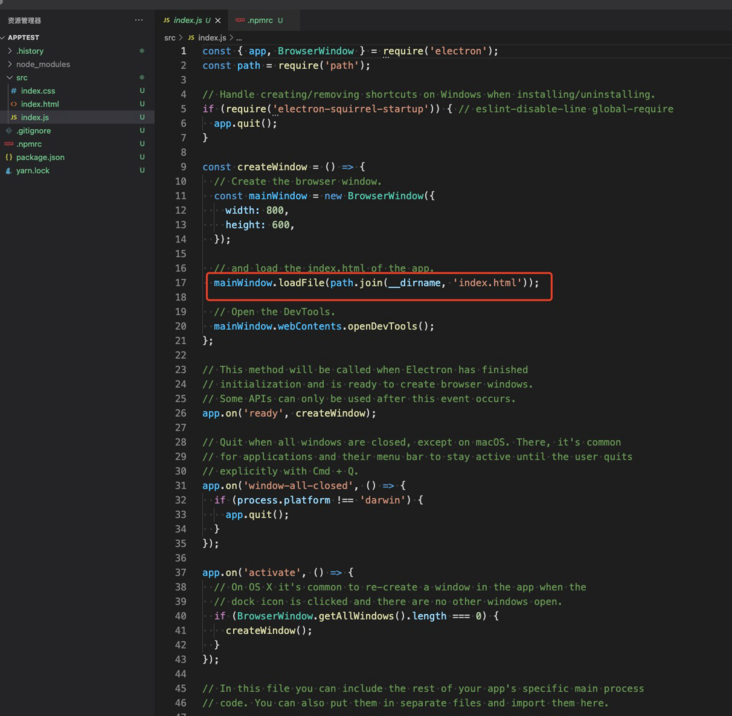 资源管理器 ···
APPTEST
.history
node_modules
src
# index.css U
<> index.html U
JS index.js U
.gitignore U
.npmrc U
{} package.json U
yarn.lock U
JS index.js U × .npmrc U
src > JS index.js > ...
1 const { app, BrowserWindow } = require('electron');
2 const path = require('path');
3
4 // Handle creating/removing shortcuts on Windows when installing/uninstalling.
5 if (require('electron-squirrel-startup')) { // eslint-disable-line global-require
6 app.quit();
7 }
8
9 const createWindow = () => {
10 // Create the browser window.
11 const mainWindow = new BrowserWindow({
12 width: 800,
13 height: 600,
14 });
15
16 // and load the index.html of the app.
17 mainWindow.loadFile(path.join(__dirname, 'index.html'));
18
19 // Open the DevTools.
20 mainWindow.webContents.openDevTools();
21 };
22
23 // This method will be called when Electron has finished
24 // initialization and is ready to create browser windows.
25 // Some APIs can only be used after this event occurs.
26 app.on('ready', createWindow);
27
28 // Quit when all windows are closed, except on macOS. There, it's common
29 // for applications and their menu bar to stay active until the user quits
30 // explicitly with Cmd + Q.
31 app.on('window-all-closed', () => {
32 if (process.platform !== 'darwin') {
33 app.quit();
34 }
35 });
36
37 app.on('activate', () => {
38 // On OS X it's common to re-create a window in the app when the
39 // dock icon is clicked and there are no other windows open.
40 if (BrowserWindow.getAllWindows().length === 0) {
41 createWindow();
42 }
43 });
44
45 // In this file you can include the rest of your app's specific main process
46 // code. You can also put them in separate files and import them here.